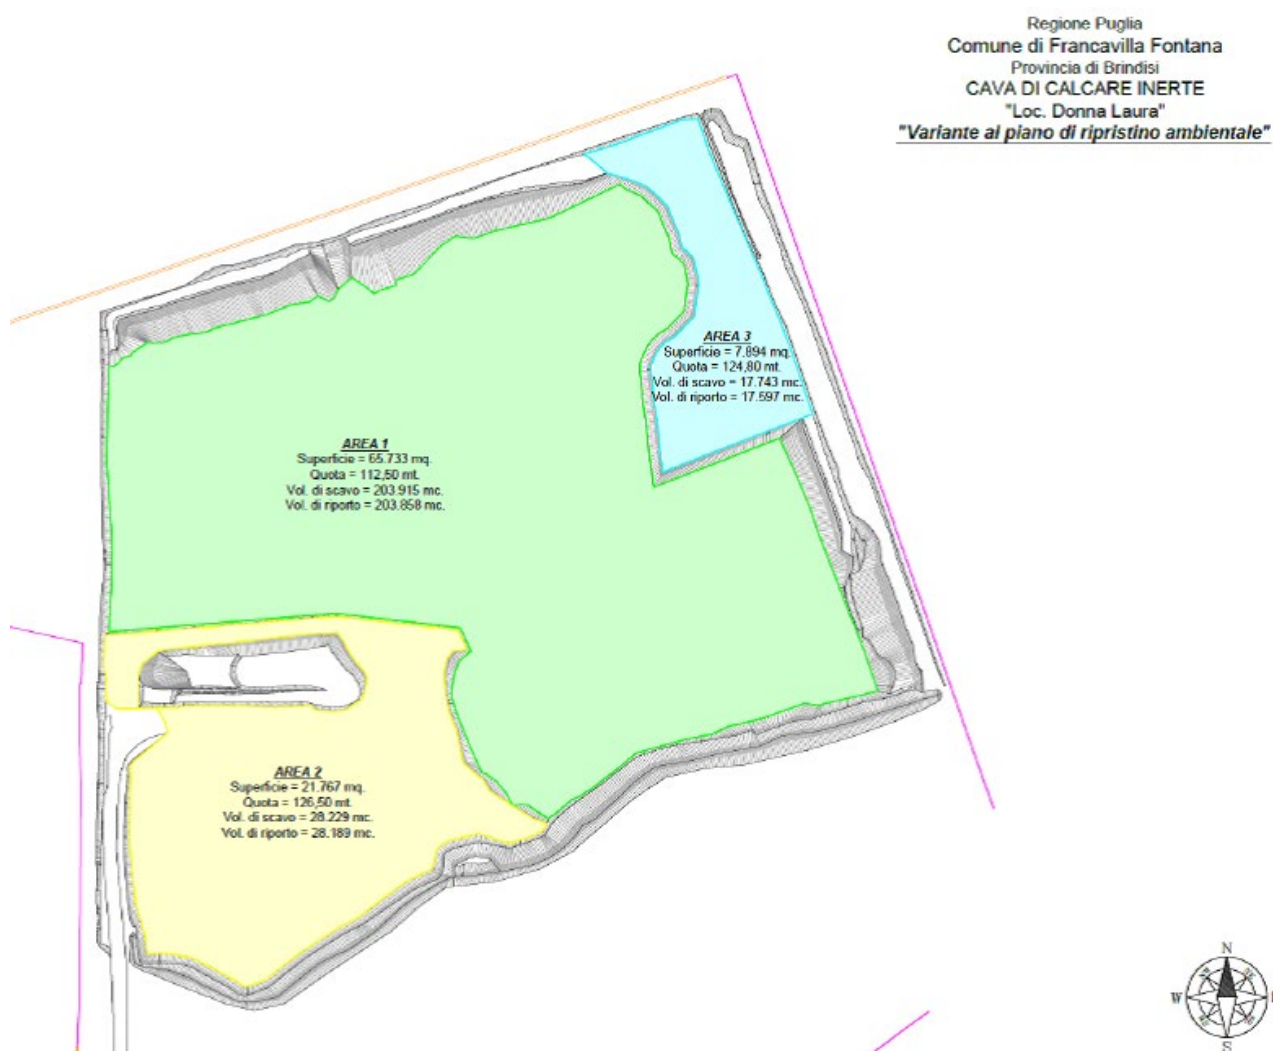 Regione Puglia
Comune di Francavilla Fontana
Provincia di Brindisi
CAVA DI CALCARE INERTE
"Loc. Donna Laura"
"Variante al piano di ripristino ambientale"
AREA 3
Superficie = 7.894 mq.
Quota = 124,80 mt.
Vol. di scavo = 17.743 mc.
Vol. di riporto = 17.597 mc.
AREA 1
Superficie = 65.733 mq.
Quota = 112,50 mt.
Vol. di scavo = 203.915 mc.
Vol. di riporto = 203.858 mc.
AREA 2
Superficie = 21.767 mq.
Quota = 126,50 mt.
Vol. di scavo = 28.229 mc.
Vol. di riporto = 28.189 mc.
N
W
S